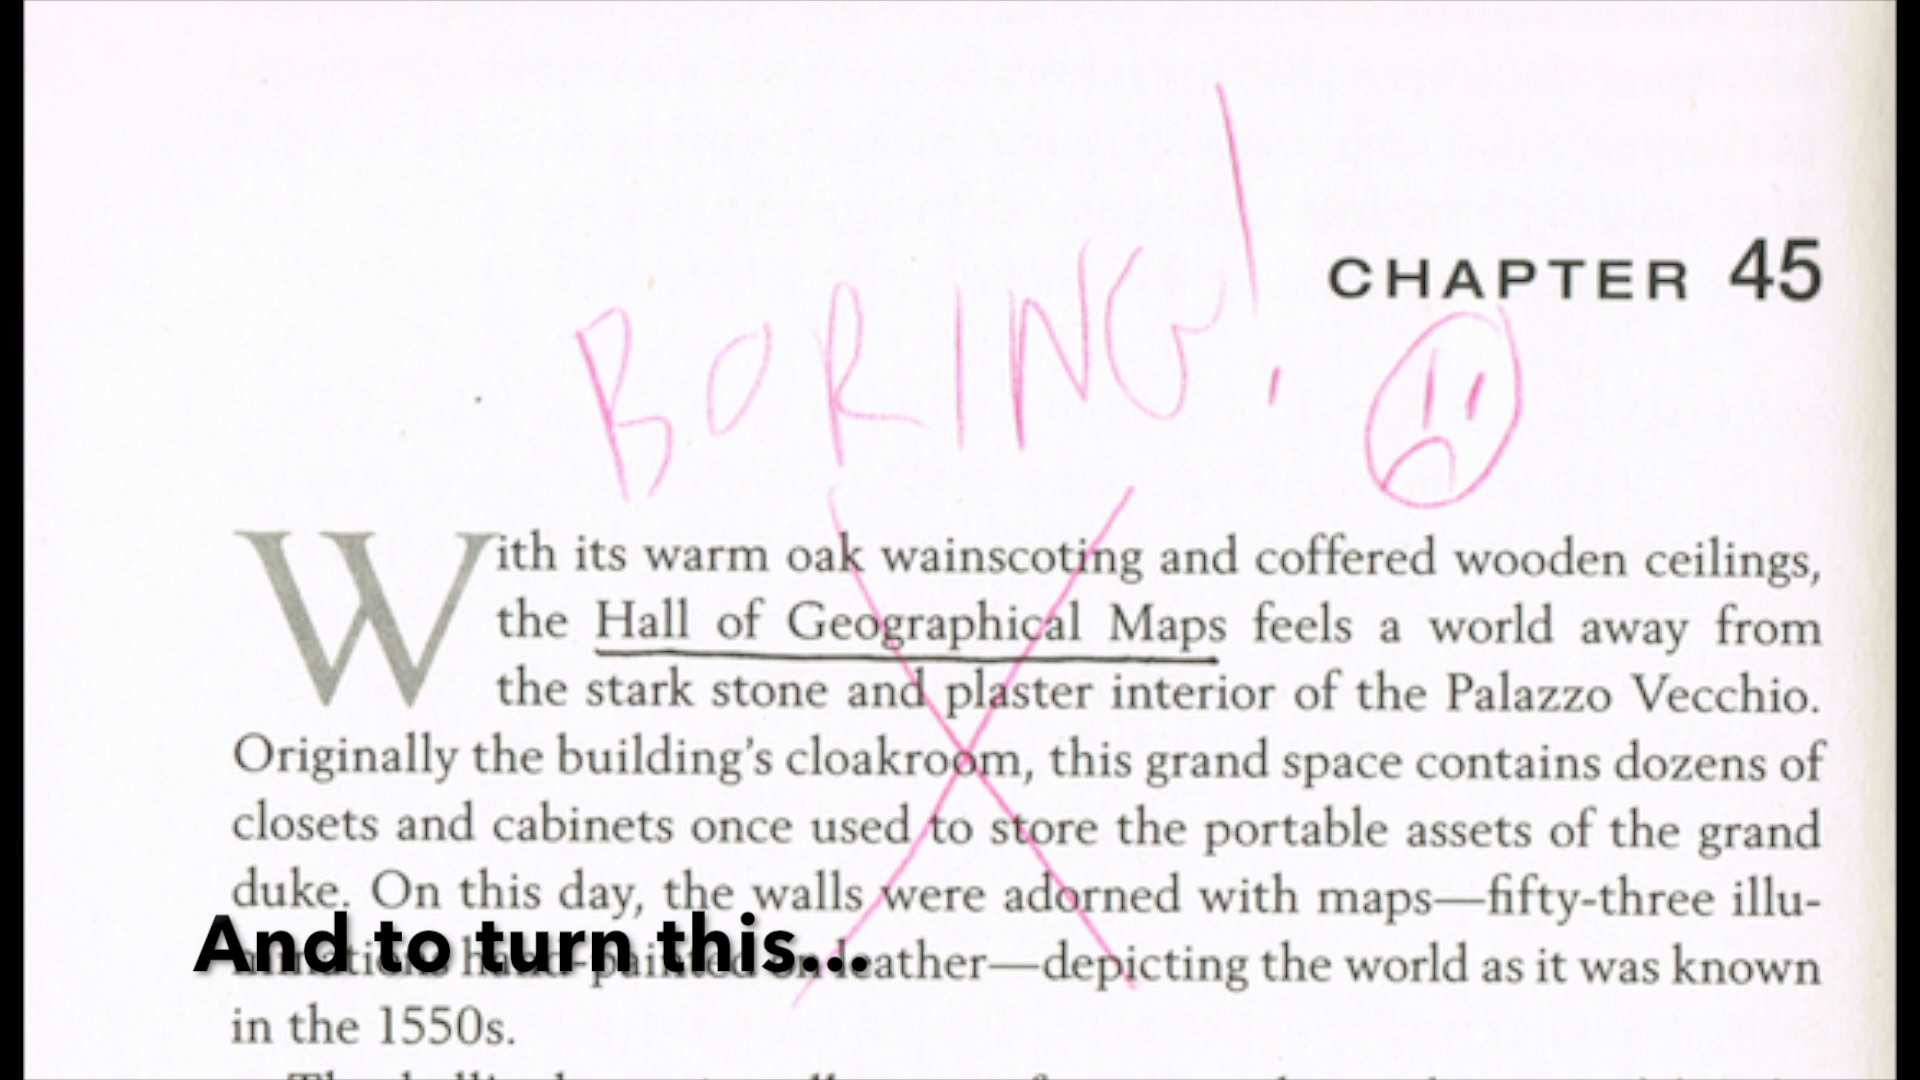 CHAPTER 45
BORING!
With its warm oak wainscoting and coffered wooden ceilings,
the Hall of Geographical Maps feels a world away from
the stark stone and plaster interior of the Palazzo Vecchio.
Originally the building's cloakroom, this grand space contains dozens of
closets and cabinets once used to store the portable assets of the grand
duke. On this day, the walls were adorned with maps—fifty-three illu-
And to turn this...
leather—depicting the world as it was known
in the 1550s.